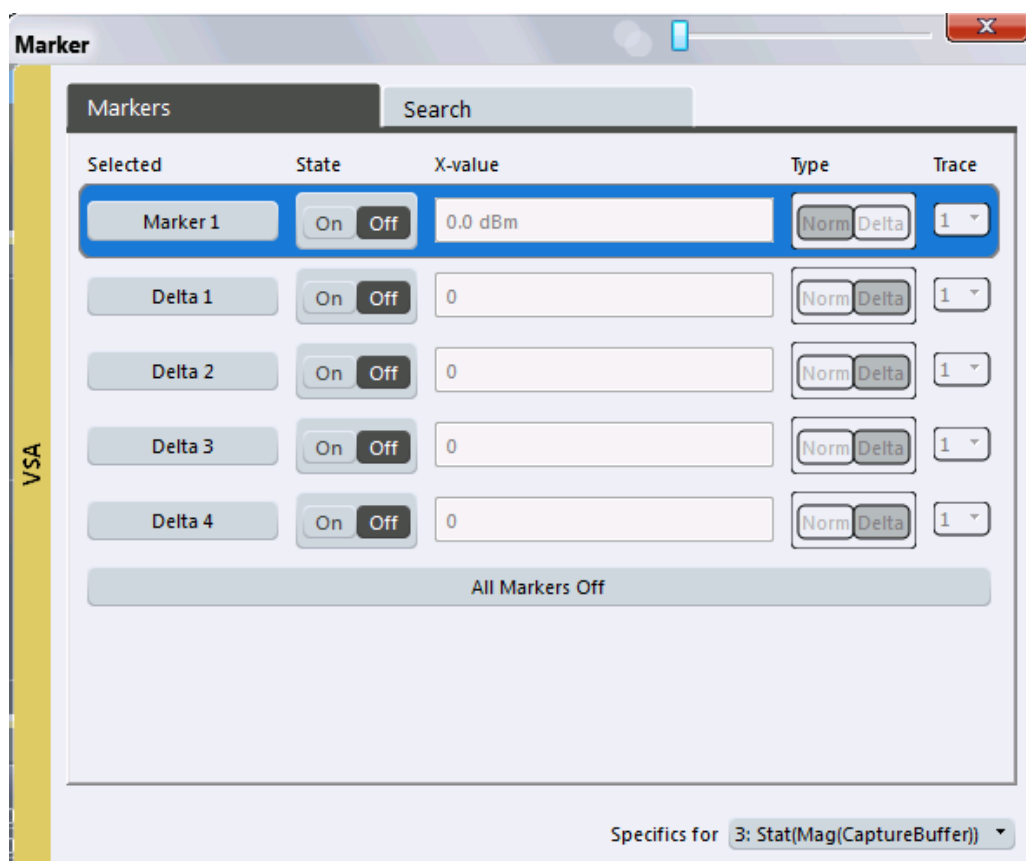 Marker
x
Markers Search
Selected State X-value Type Trace
Marker 1 On Off 0.0 dBm Norm Delta 1
Delta 1 On Off 0 Norm Delta 1
Delta 2 On Off 0 Norm Delta 1
Delta 3 On Off 0 Norm Delta 1
Delta 4 On Off 0 Norm Delta 1
All Markers Off
VSA
Specifics for 3: Stat(Mag(CaptureBuffer))